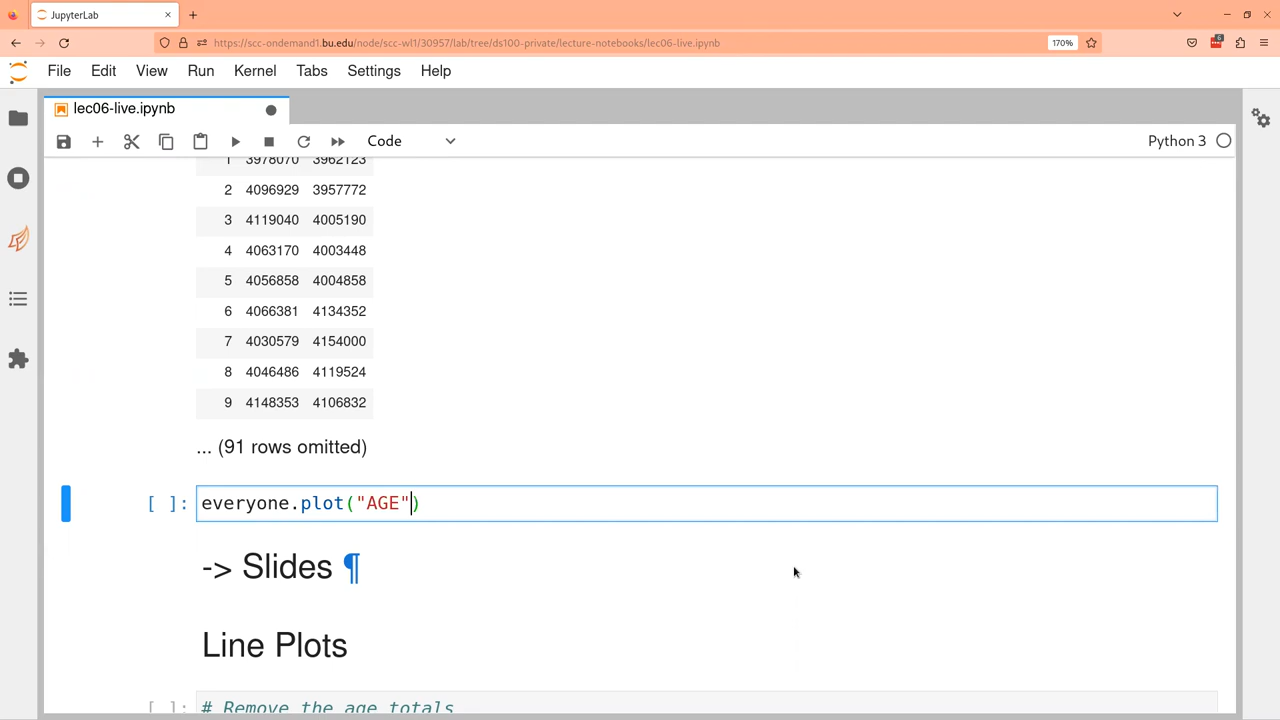 JupyterLab
https://scc-ondemand1.bu.edu/node/scc-wl1/30957/lab/tree/ds100-private/lecture-notebooks/lec06-live.ipynb
170%
File Edit View Run Kernel Tabs Settings Help
lec06-live.ipynb
Code
Python 3
1 3978070 3962123
2 4096929 3957772
3 4119040 4005190
4 4063170 4003448
5 4056858 4004858
6 4066381 4134352
7 4030579 4154000
8 4046486 4119524
9 4148353 4106832
... (91 rows omitted)
[ ]: everyone.plot("AGE")
-> Slides ¶
Line Plots
[ ]: # Remove the age totals